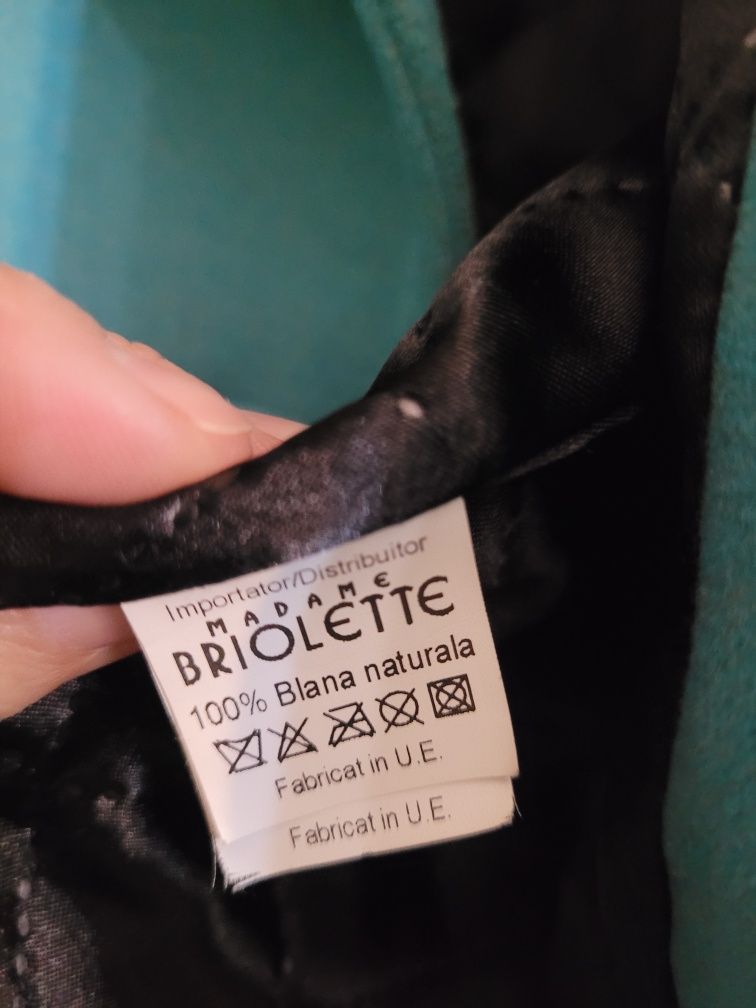 Importator/Distribuitor
MADAME
BRIOLETTE
100% Blana naturala
Fabricat in U.E.
Fabricat in U.E.